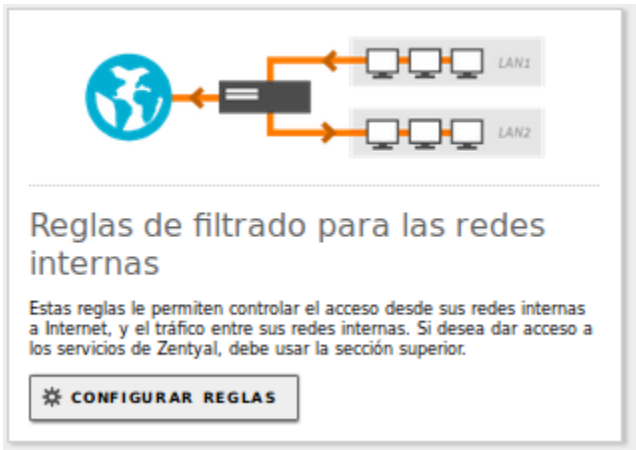 LAN1
LAN2
Reglas de filtrado para las redes
internas
Estas reglas le permiten controlar el acceso desde sus redes internas
a Internet, y el tráfico entre sus redes internas. Si desea dar acceso a
los servicios de Zentyal, debe usar la sección superior.
CONFIGURAR REGLAS